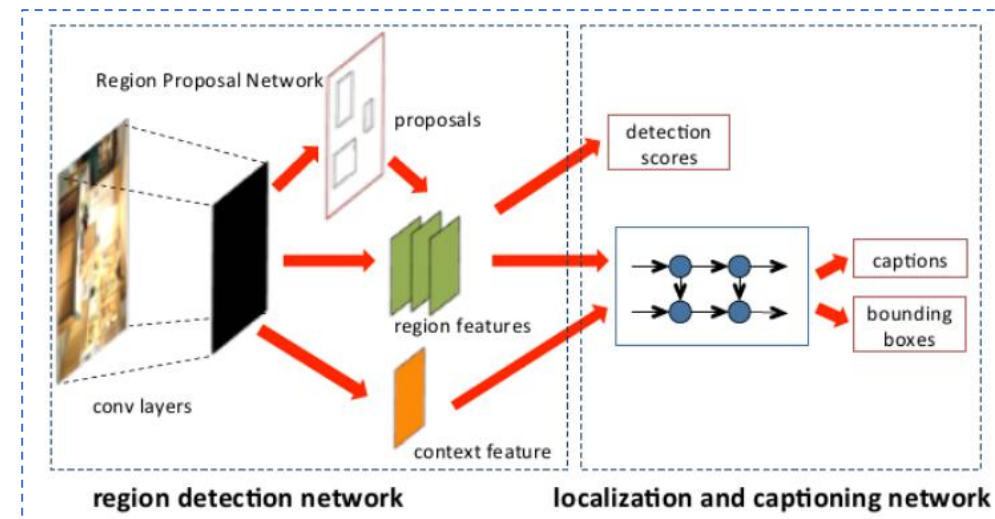 Region Proposal Network
proposals
detection
scores
region features
captions
bounding
boxes
conv layers
context feature
region detection network
localization and captioning network